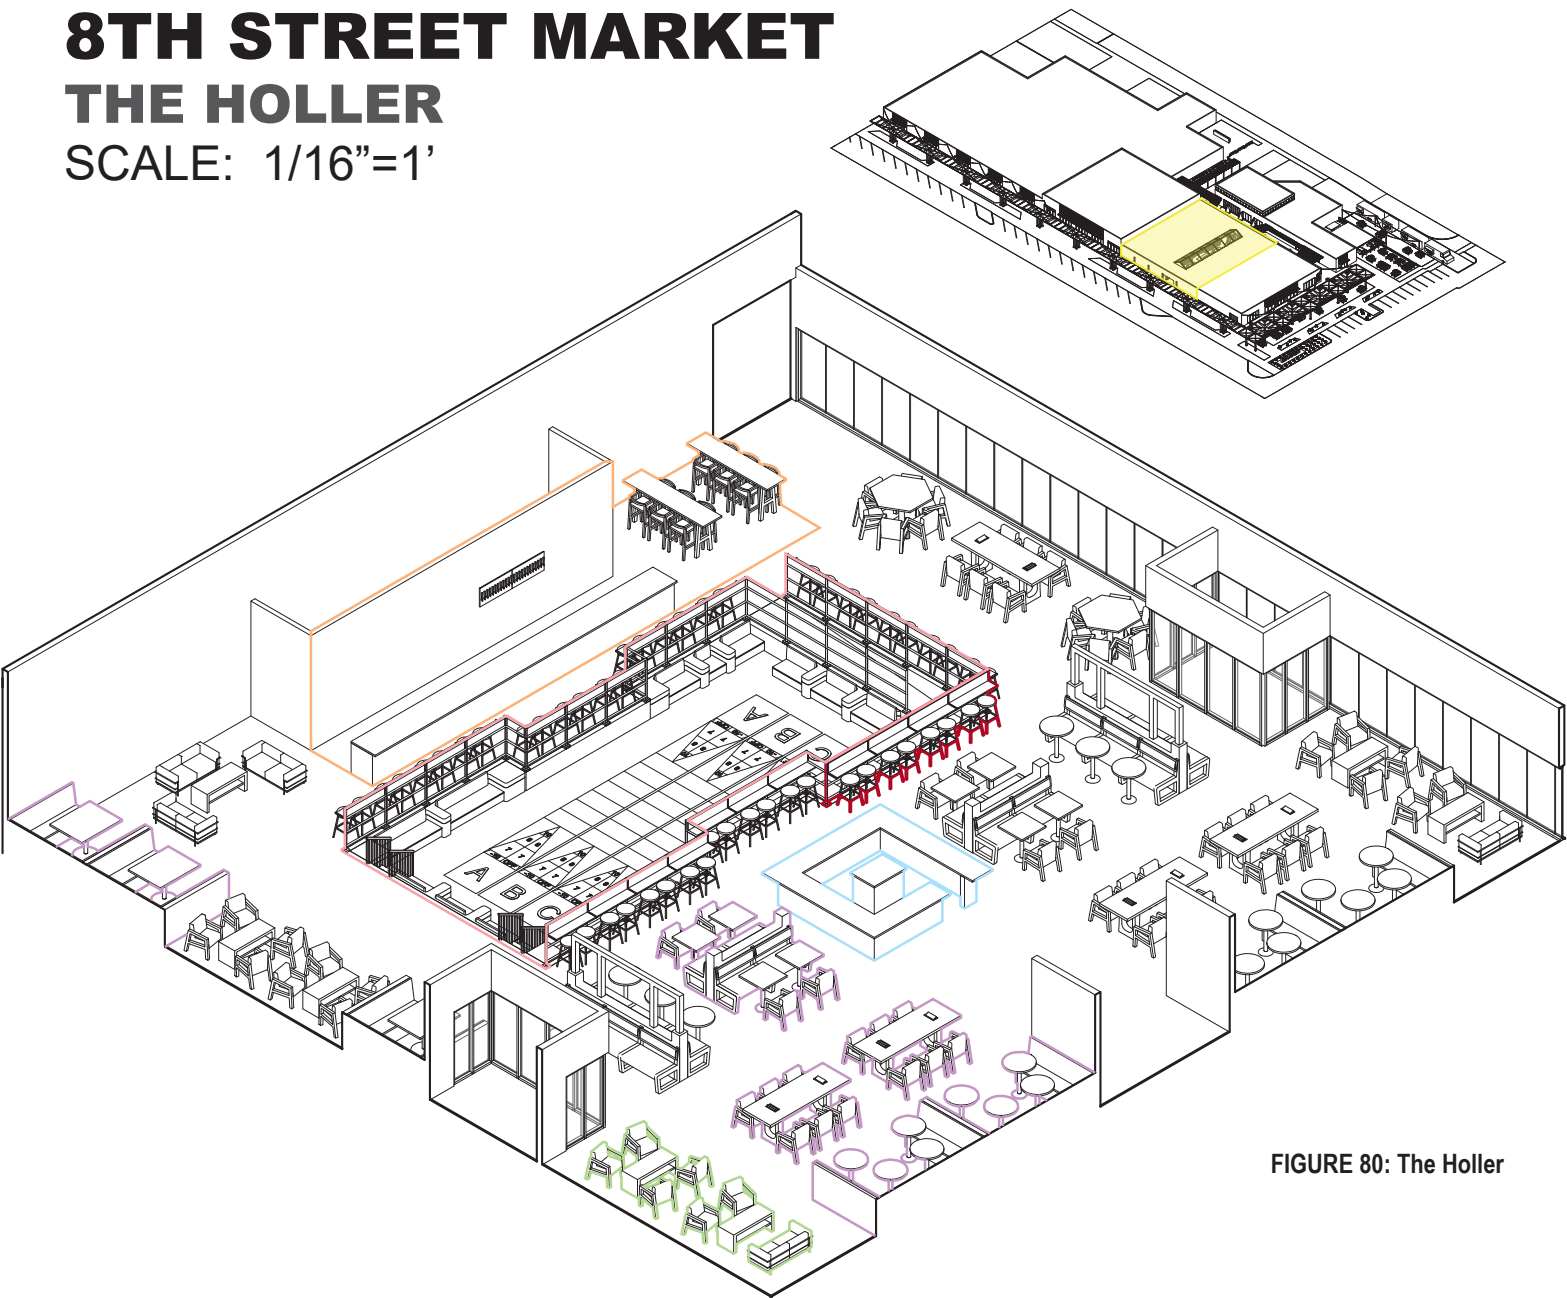 8TH STREET MARKET
THE HOLLER
SCALE: 1/16”=1’
A
B
C
A
B
C
FIGURE 80: The Holler